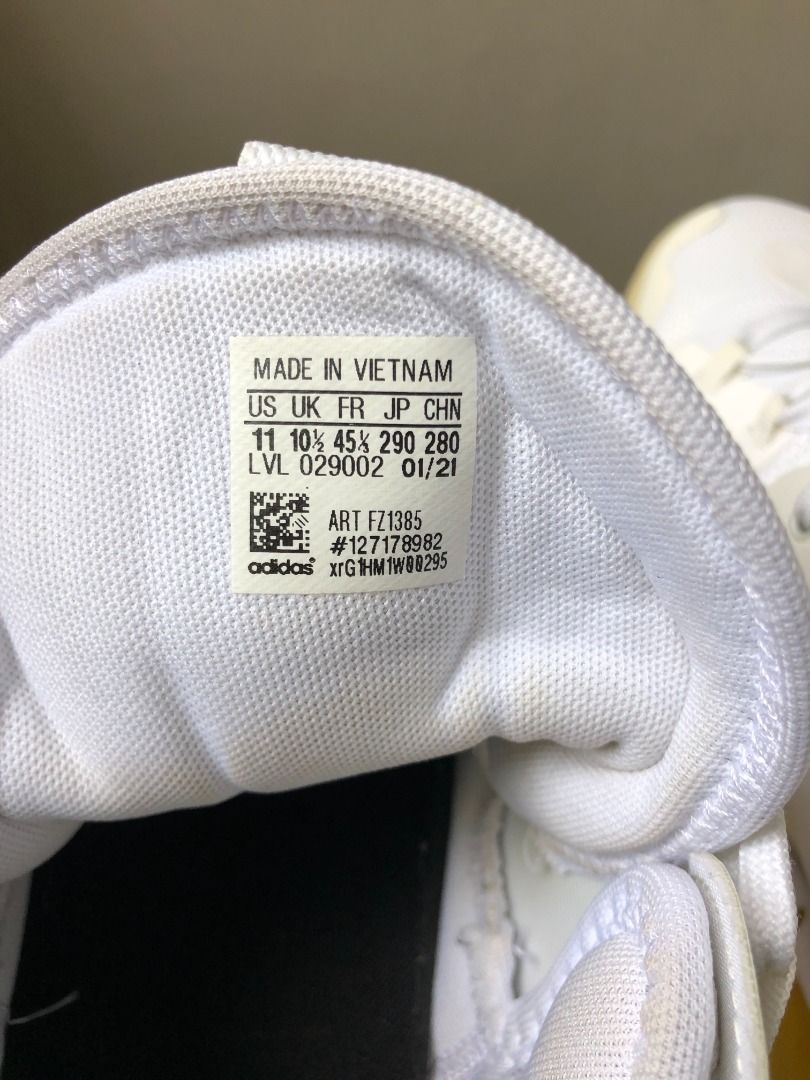 MADE IN VIETNAM
US UK FR JP CHN
11 10½ 45⅓ 290 280
LVL 029002 01/21
ART FZ1385
#127178982
adidas® xrG1HM1W00295